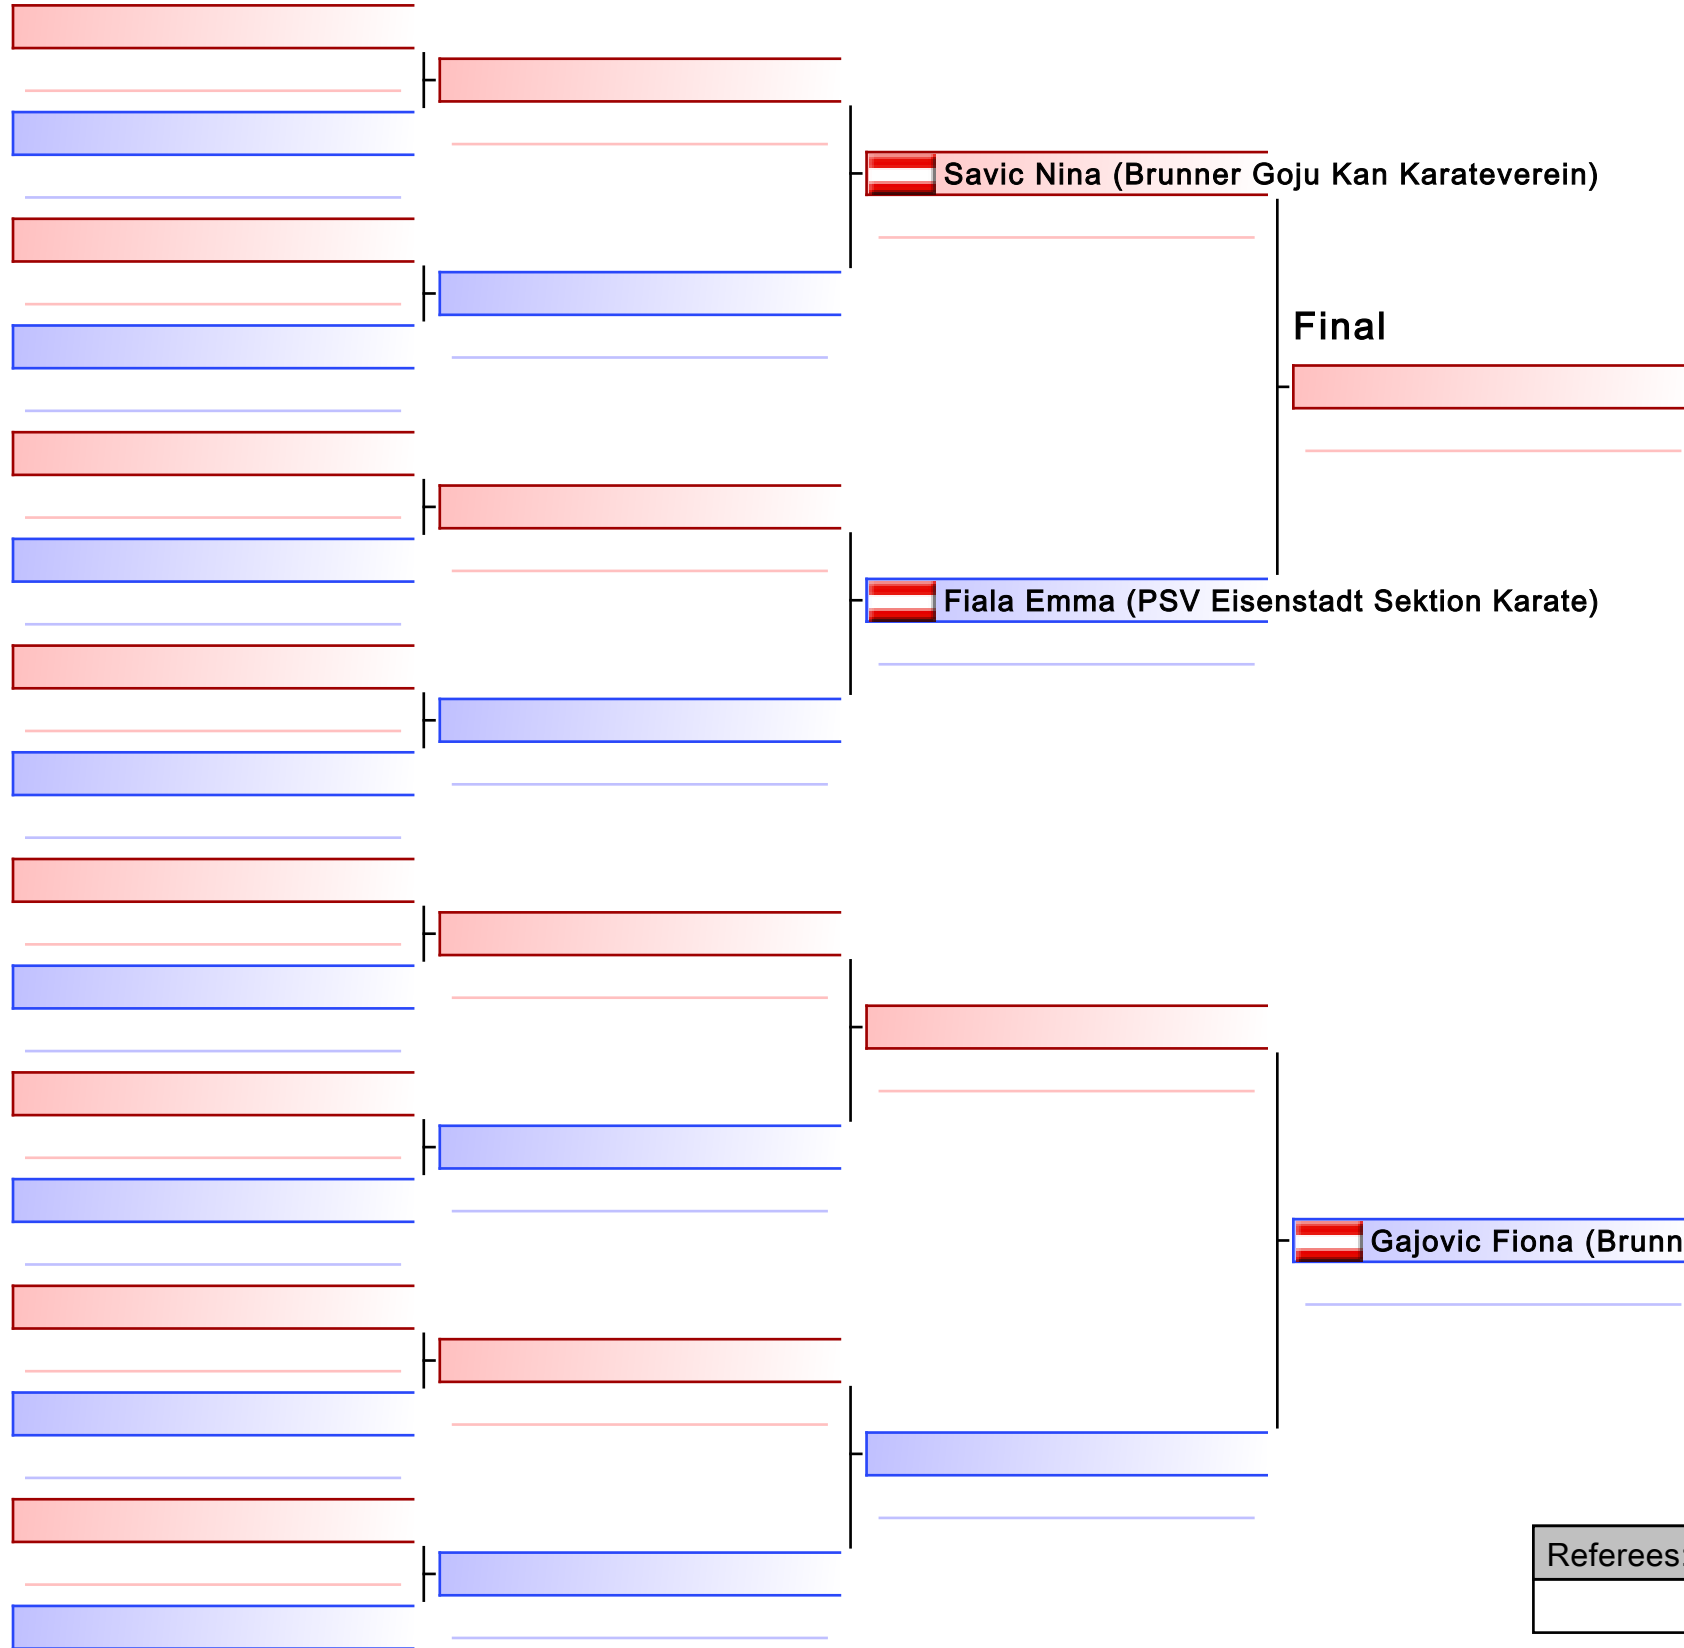 Savic Nina (Brunner Goju Kan Karateverein)
Final
Fiala Emma (PSV Eisenstadt Sektion Karate)
Gajovic Fiona (Brunn
Referees: